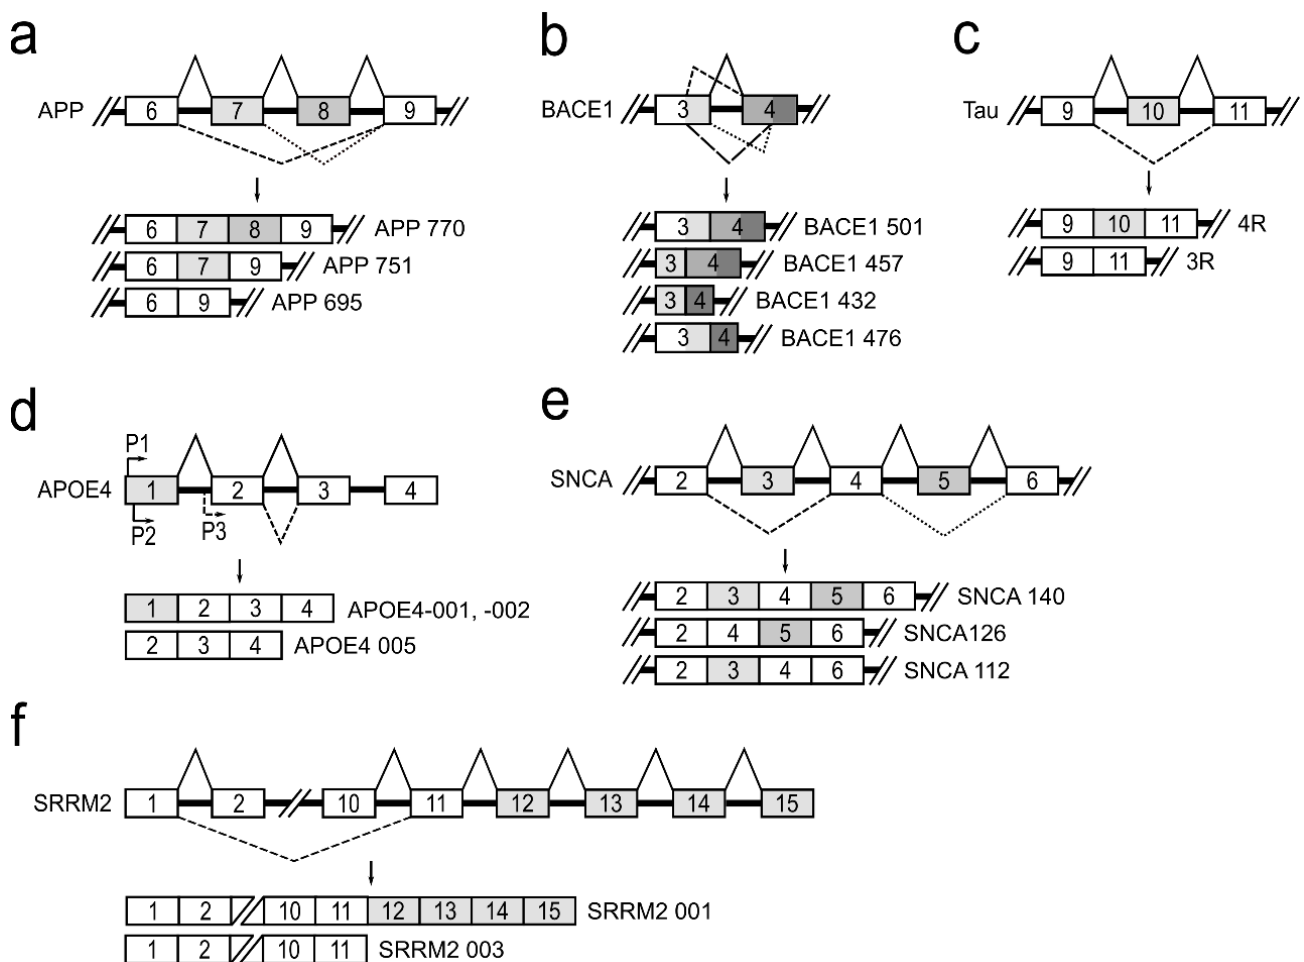 a
APP 6 7 8 9
6 7 8 9 APP 770
6 7 9 APP 751
6 9 APP 695
b
BACE1 3 4
3 4 BACE1 501
3 4 BACE1 457
3 4 BACE1 432
3 4 BACE1 476
c
Tau 9 10 11
9 10 11 4R
9 11 3R
d
P1
APOE4 1 2 3 4
P2 P3
1 2 3 4 APOE4-001, -002
2 3 4 APOE4 005
e
SNCA 2 3 4 5 6
2 3 4 5 6 SNCA 140
2 4 5 6 SNCA126
2 3 4 6 SNCA 112
f
SRRM2 1 2 10 11 12 13 14 15
1 2 10 11 12 13 14 15 SRRM2 001
1 2 10 11 SRRM2 003